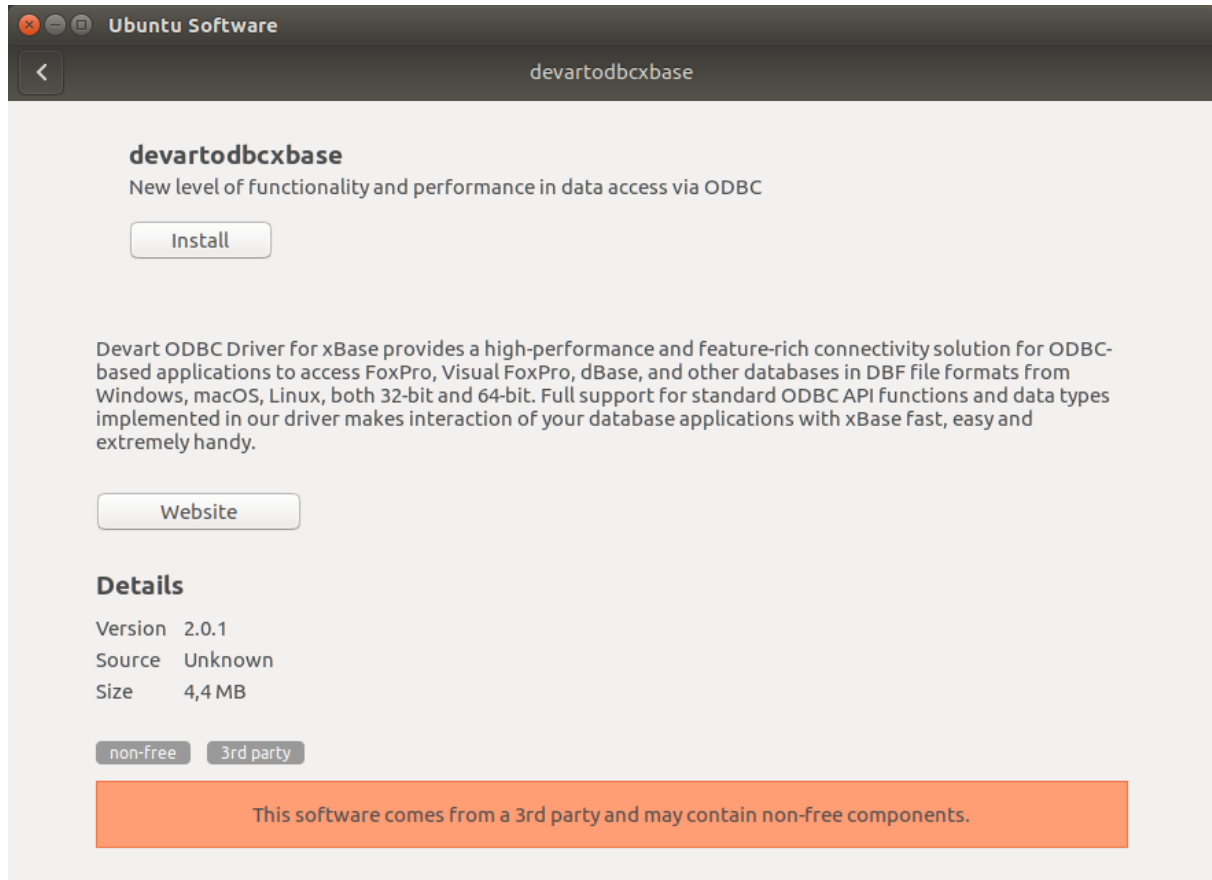 Ubuntu Software
devartodbcxbase
devartodbcxbase
New level of functionality and performance in data access via ODBC
Install
Devart ODBC Driver for xBase provides a high-performance and feature-rich connectivity solution for ODBC-
based applications to access FoxPro, Visual FoxPro, dBase, and other databases in DBF file formats from
Windows, macOS, Linux, both 32-bit and 64-bit. Full support for standard ODBC API functions and data types
implemented in our driver makes interaction of your database applications with xBase fast, easy and
extremely handy.
Website
Details
Version 2.0.1
Source Unknown
Size 4,4 MB
non-free 3rd party
This software comes from a 3rd party and may contain non-free components.